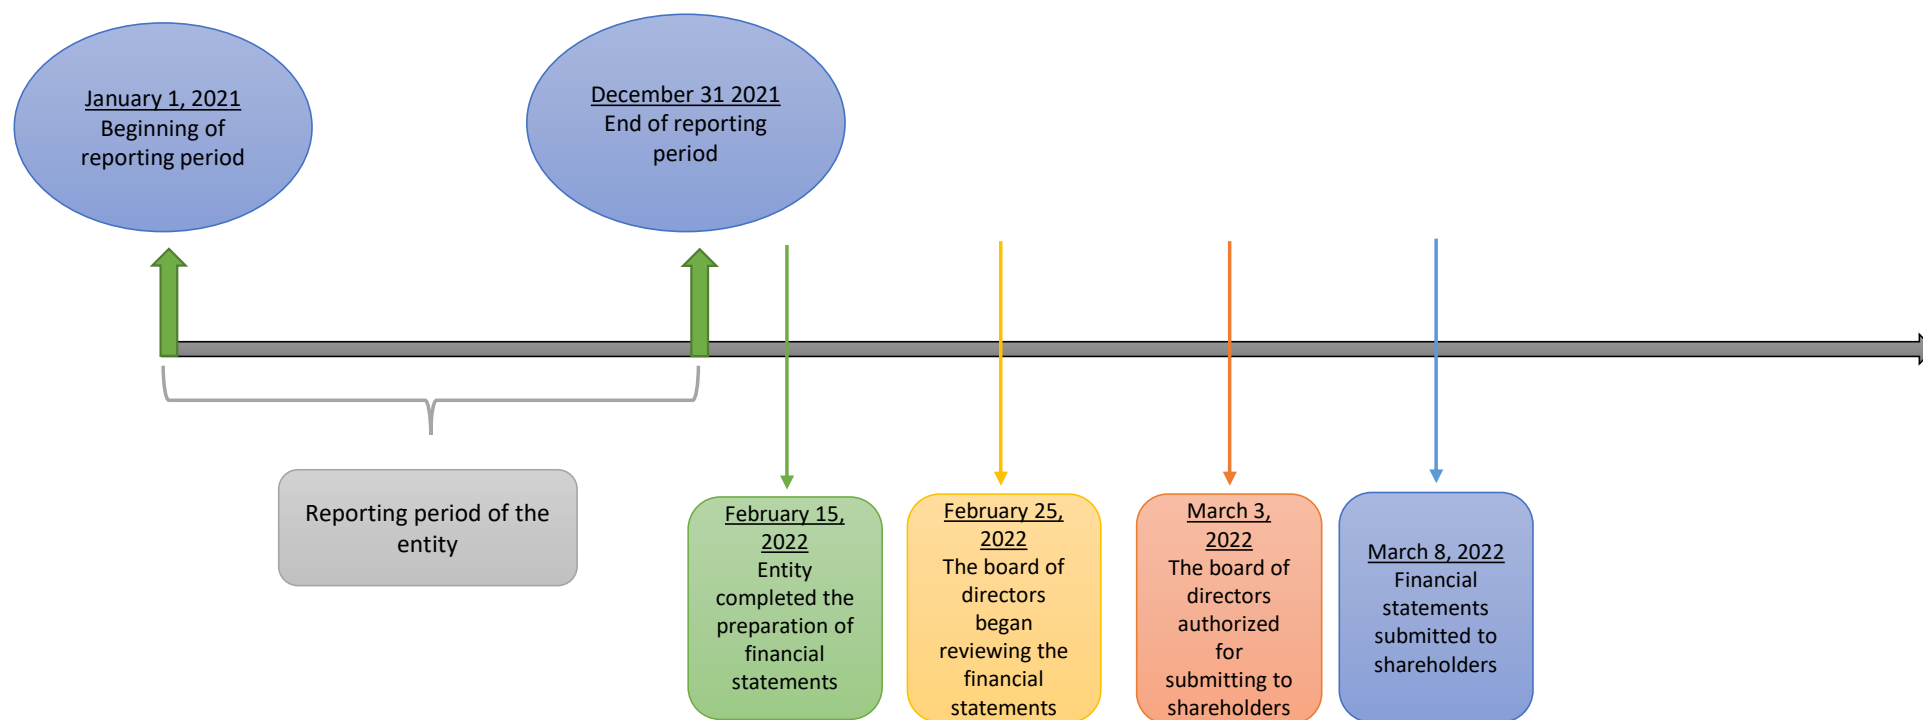 January 1, 2021
Beginning of
reporting period
December 31 2021
End of reporting
period
Reporting period of the
entity
February 15,
2022
Entity
completed the
preparation of
financial
statements
February 25,
2022
The board of
directors
began
reviewing the
financial
statements
March 3,
2022
The board of
directors
authorized
for
submitting to
shareholders
March 8, 2022
Financial
statements
submitted to
shareholders